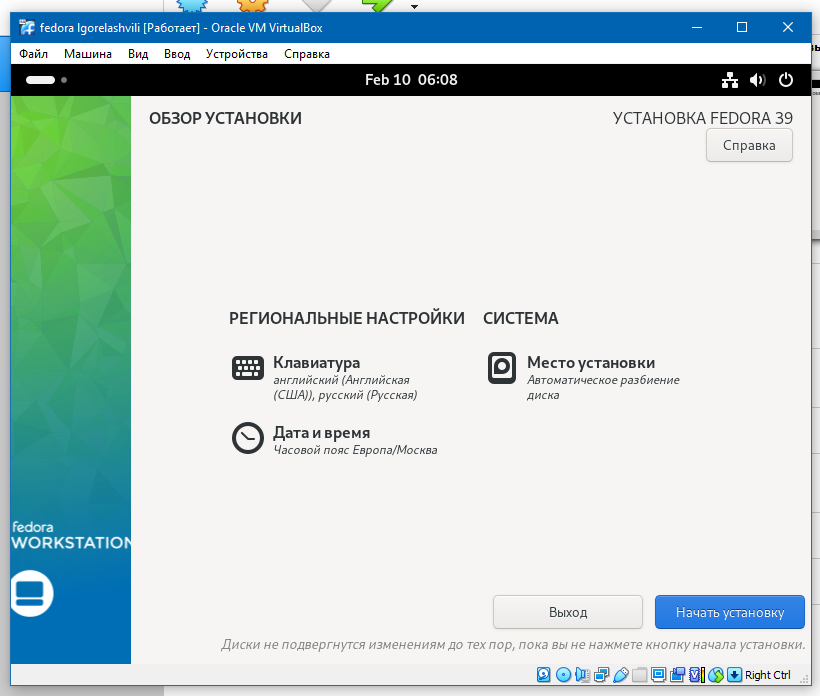 fedora Igorelashvili [Работает] - Oracle VM VirtualBox
Файл Машина Вид Ввод Устройства Справка
Feb 10 06:08
ОБЗОР УСТАНОВКИ
УСТАНОВКА FEDORA 39
Справка
РЕГИОНАЛЬНЫЕ НАСТРОЙКИ
Клавиатура
английский (Английская
(США)), русский (Русская)
Дата и время
Часовой пояс Европа/Москва
СИСТЕМА
Место установки
Автоматическое разбиение
диска
fedora
WORKSTATION
Выход
Начать установку
Диски не подвергнутся изменениям до тех пор, пока вы не нажмете кнопку начала установки.
Right Ctrl